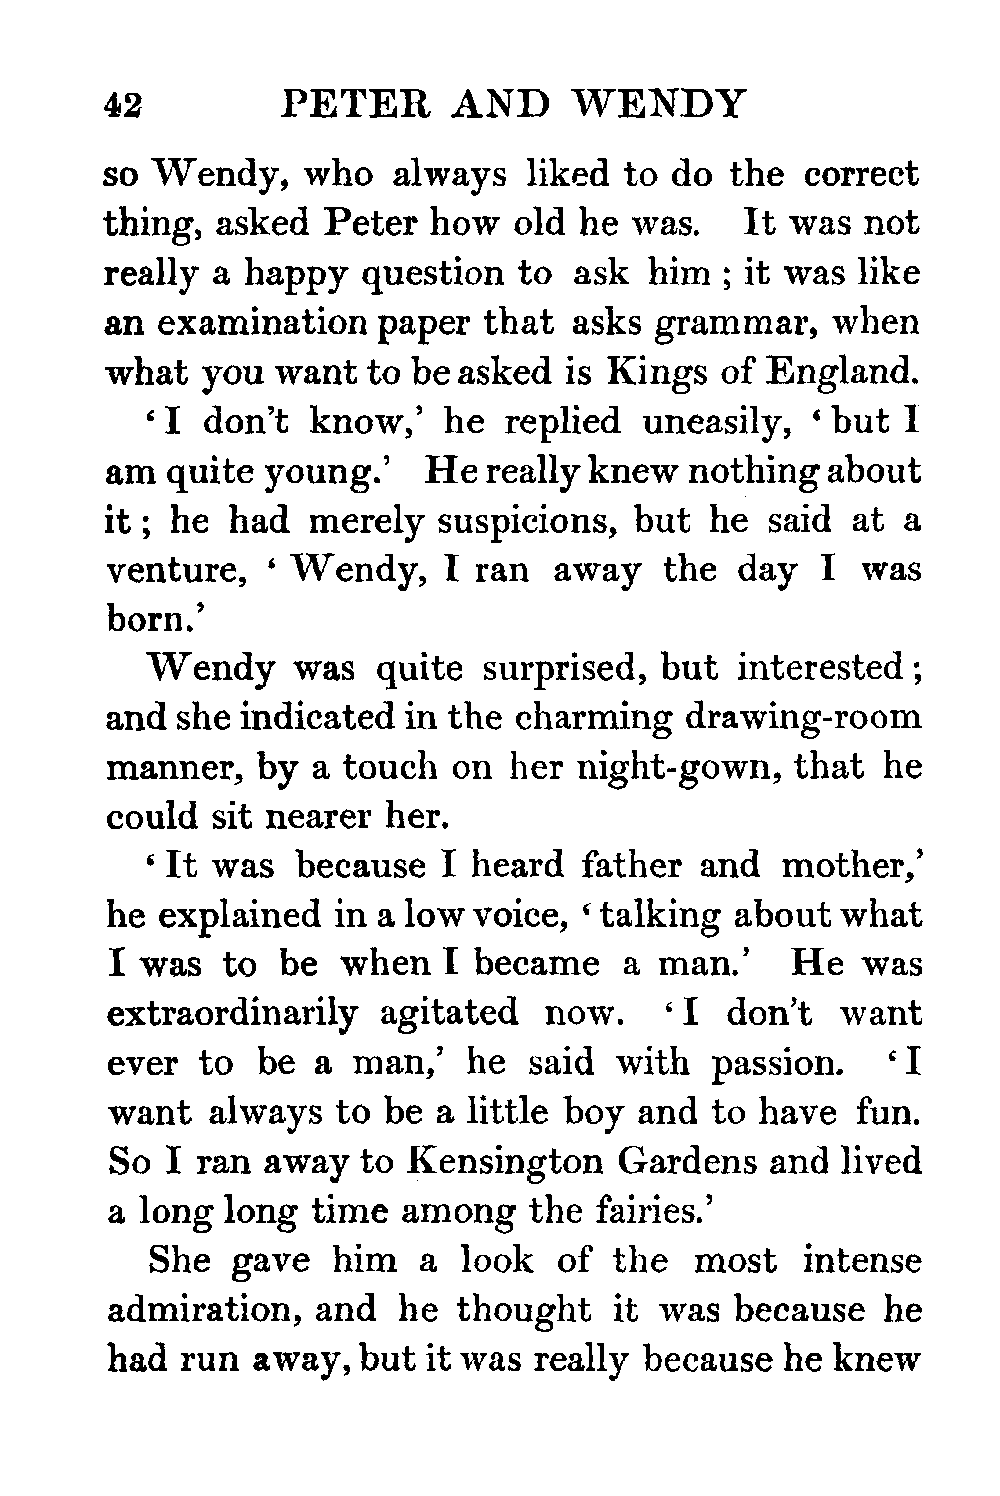 42 PETER AND WENDY
so Wendy, who always liked to do the correct
thing, asked Peter how old he was. It was not
really a happy question to ask him ; it was like
an examination paper that asks grammar, when
what you want to be asked is Kings of England.
‘ I don’t know,’ he replied uneasily, ‘ but I
am quite young.’ He really knew nothing about
it ; he had merely suspicions, but he said at a
venture, ‘ Wendy, I ran away the day I was
born.’
Wendy was quite surprised, but interested ;
and she indicated in the charming drawing-room
manner, by a touch on her night-gown, that he
could sit nearer her.
‘ It was because I heard father and mother,’
he explained in a low voice, ‘ talking about what
I was to be when I became a man.’ He was
extraordinarily agitated now. ‘ I don’t want
ever to be a man,’ he said with passion. ‘ I
want always to be a little boy and to have fun.
So I ran away to Kensington Gardens and lived
a long long time among the fairies.’
She gave him a look of the most intense
admiration, and he thought it was because he
had run away, but it was really because he knew